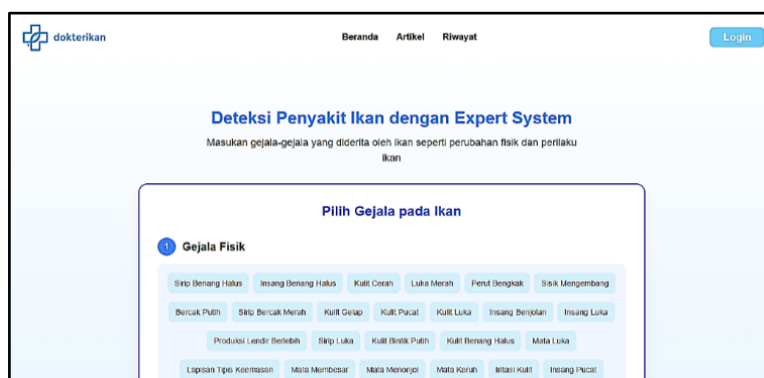 dokterikan Beranda Artikel Riwayat Login
Deteksi Penyakit Ikan dengan Expert System
Masukan gejala-gejala yang diderita oleh ikan seperti perubahan fisik dan perilaku
ikan
Pilih Gejala pada Ikan
1 Gejala Fisik
Sirip Benang Halus Insang Benang Halus Kulit Cerah Luka Merah Perut Bengkak Sisik Mengembang
Bercak Putih Sirip Bercak Merah Kulit Gelap Kulit Pucat Kulit Luka Insang Benjolan Insang Luka
Produksi Lendir Berlebih Sirip Luka Kulit Bintik Putih Kulit Benang Halus Mata Luka
Lapisan Tipis Keemasan Mata Membesar Mata Menonjol Mata Keruh Iritasi Kulit Insang Pucat